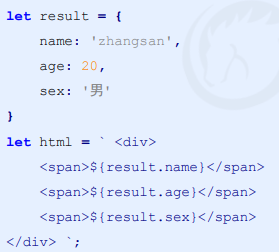 let result = {
    name: 'zhangsan',
    age: 20,
    sex: '男'
}
let html = ` <div>
    <span>${result.name}</span>
    <span>${result.age}</span>
    <span>${result.sex}</span>
</div> `;